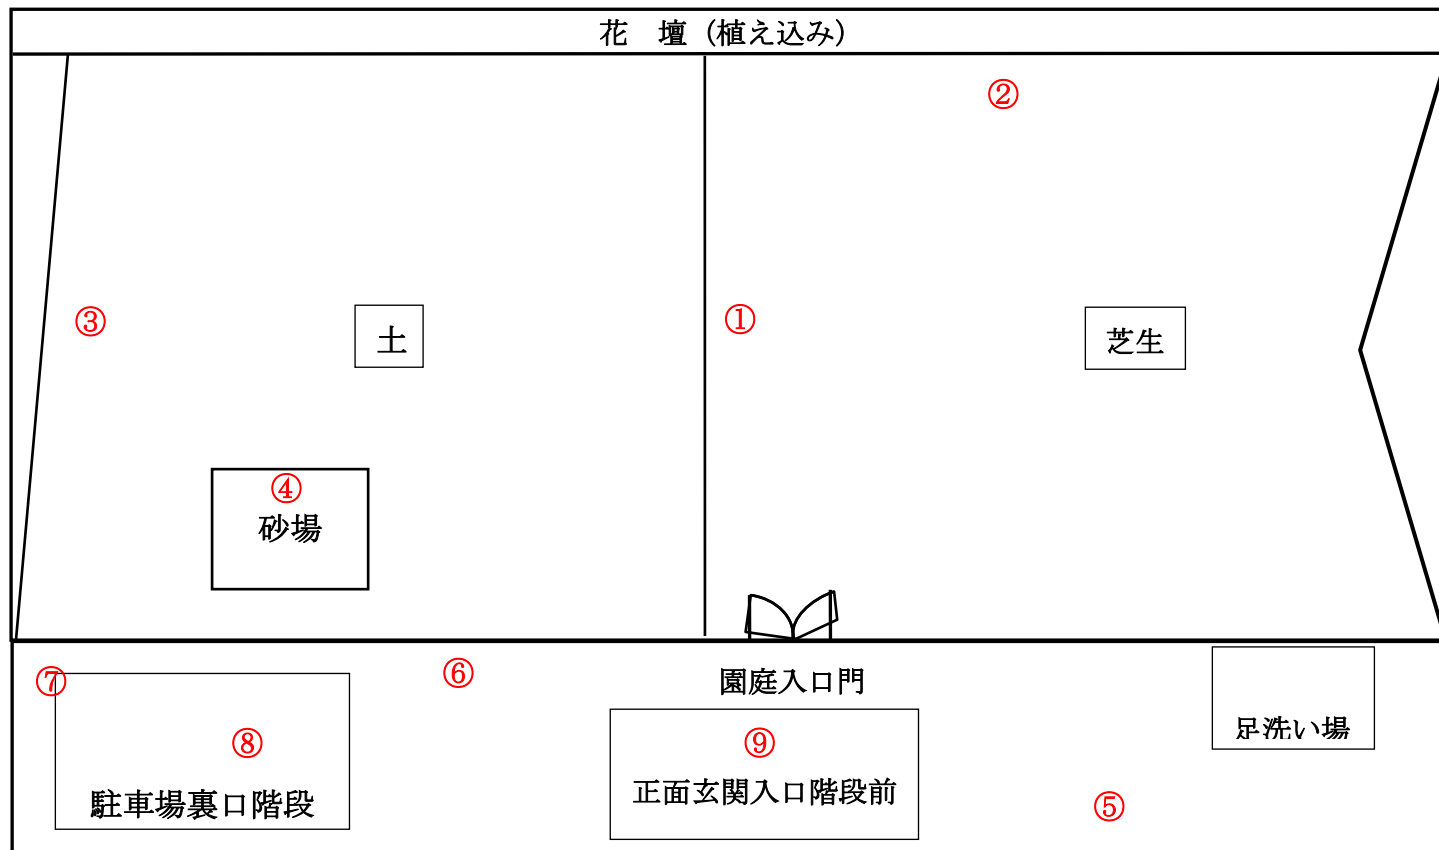 花　壇（植え込み）
②
③
土
①
芝生
④
砂場
⑦
⑥
園庭入口門
⑧
⑨
足洗い場
駐車場裏口階段
正面玄関入口階段前
⑤